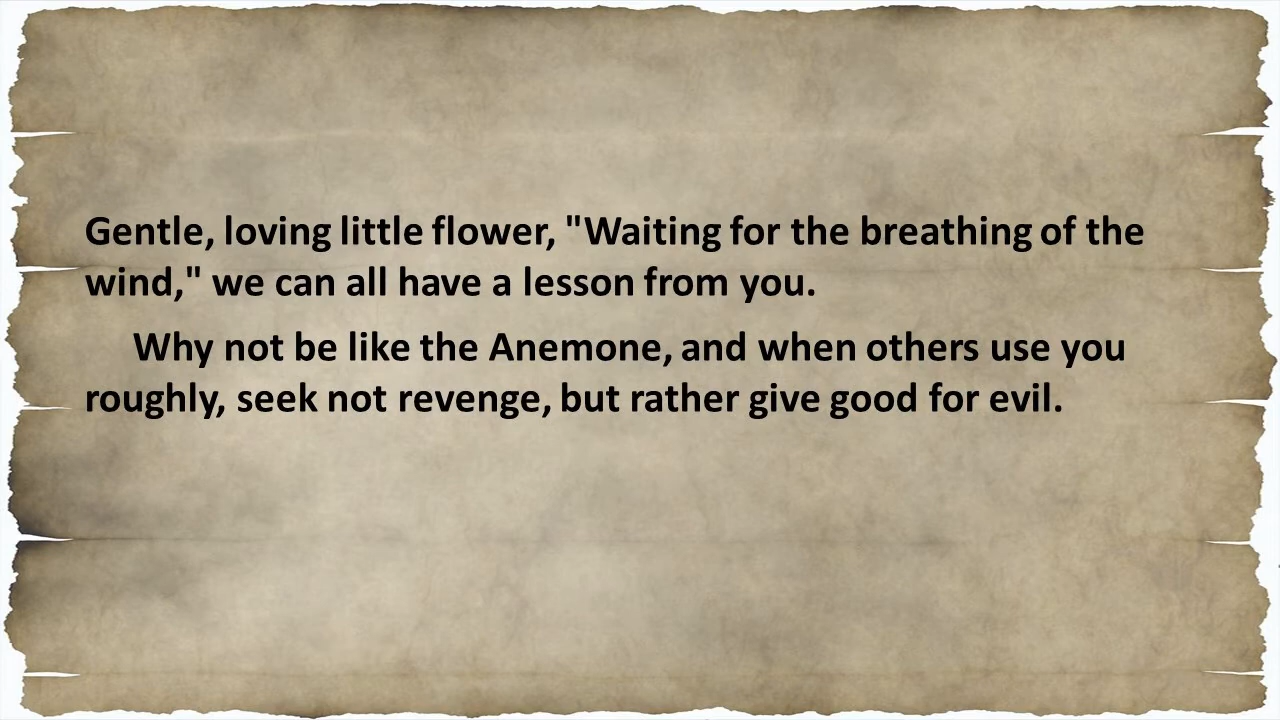 Gentle, loving little flower, "Waiting for the breathing of the
wind," we can all have a lesson from you.
Why not be like the Anemone, and when others use you
roughly, seek not revenge, but rather give good for evil.